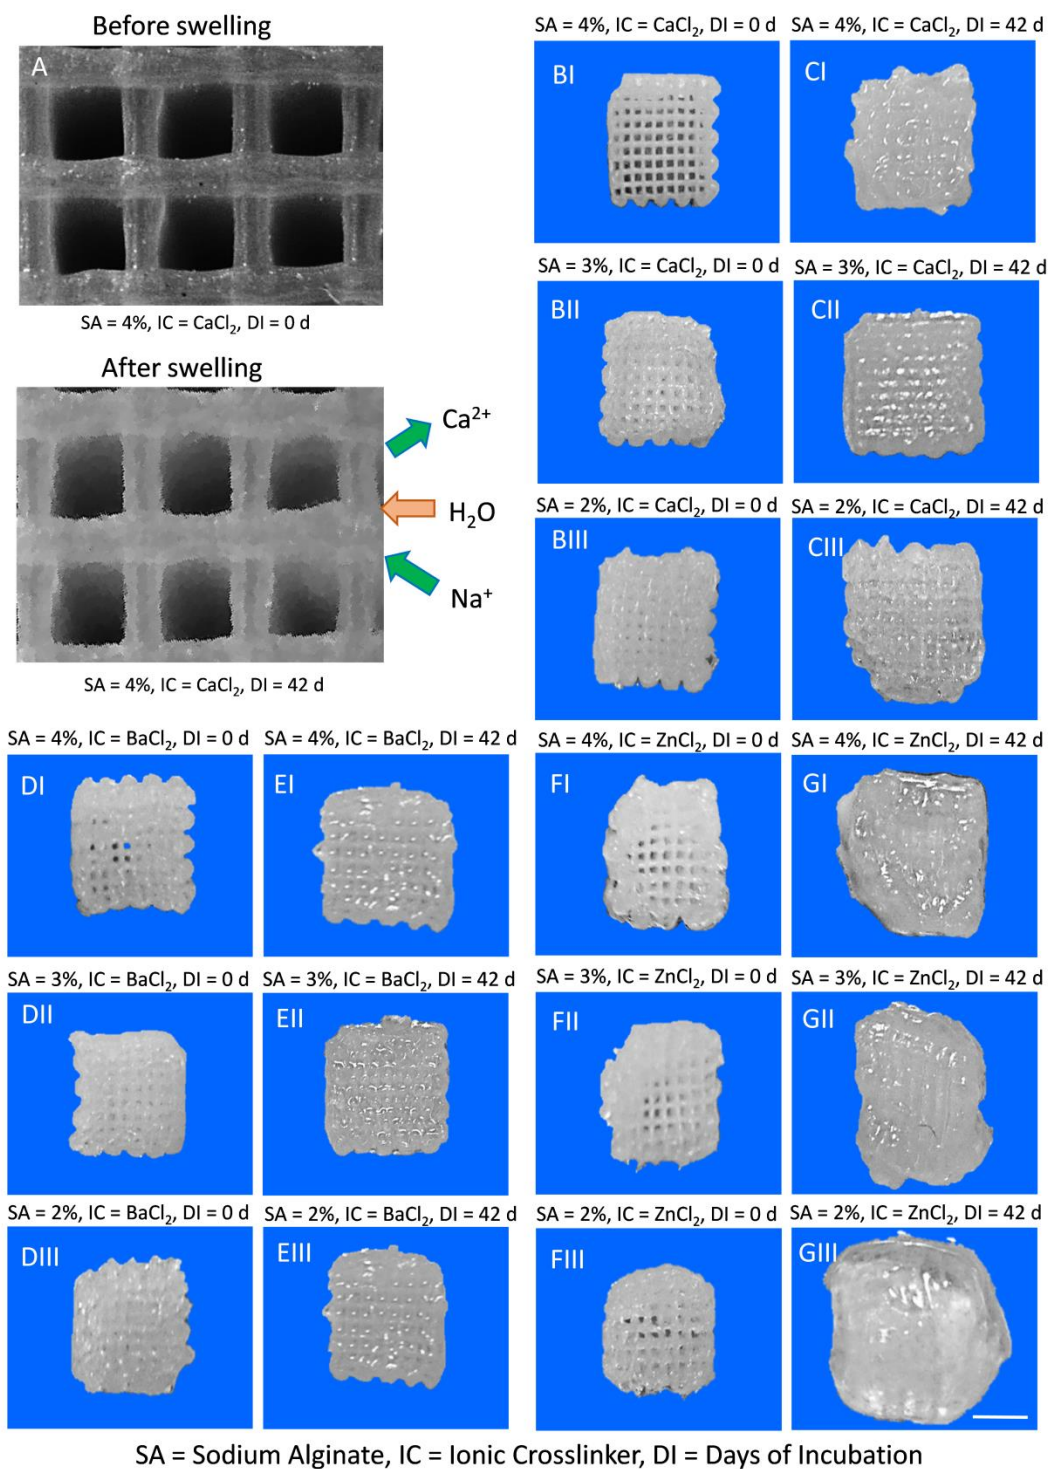 Before swelling
A
SA = 4%, IC = CaCl₂, DI = 0 d
After swelling
Ca²⁺
H₂O
Na⁺
SA = 4%, IC = CaCl₂, DI = 42 d
SA = 4%, IC = CaCl₂, DI = 0 d
SA = 4%, IC = CaCl₂, DI = 42 d
BI
CI
SA = 3%, IC = CaCl₂, DI = 0 d
SA = 3%, IC = CaCl₂, DI = 42 d
BII
CII
SA = 2%, IC = CaCl₂, DI = 0 d
SA = 2%, IC = CaCl₂, DI = 42 d
BIII
CIII
SA = 4%, IC = BaCl₂, DI = 0 d
SA = 4%, IC = BaCl₂, DI = 42 d
SA = 4%, IC = ZnCl₂, DI = 0 d
SA = 4%, IC = ZnCl₂, DI = 42 d
DI
EI
FI
GI
SA = 3%, IC = BaCl₂, DI = 0 d
SA = 3%, IC = BaCl₂, DI = 42 d
SA = 3%, IC = ZnCl₂, DI = 0 d
SA = 3%, IC = ZnCl₂, DI = 42 d
DII
EII
FII
GII
SA = 2%, IC = BaCl₂, DI = 0 d
SA = 2%, IC = BaCl₂, DI = 42 d
SA = 2%, IC = ZnCl₂, DI = 0 d
SA = 2%, IC = ZnCl₂, DI = 42 d
DIII
EIII
FIII
GIII
SA = Sodium Alginate, IC = Ionic Crosslinker, DI = Days of Incubation